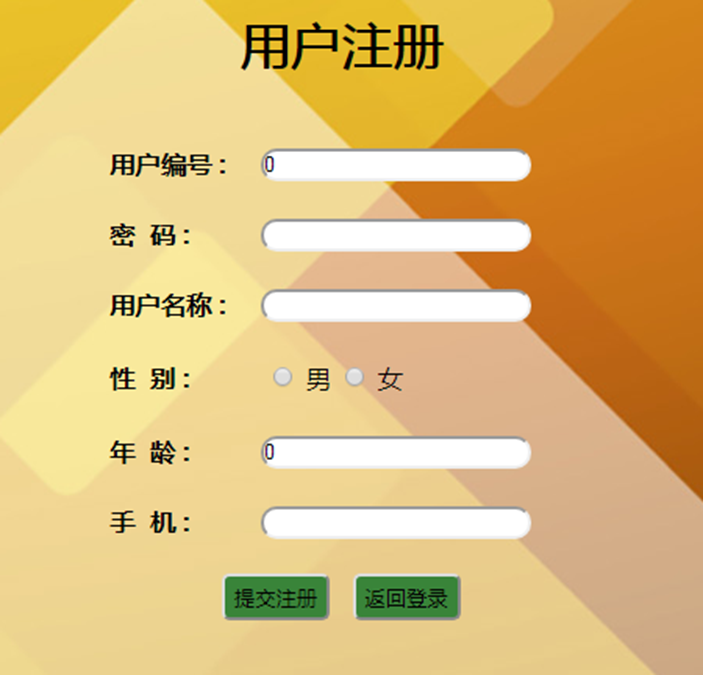 用户注册
用户编号： 0
密 码：
用户名称：
性 别： 男 女
年 龄： 0
手 机：
提交注册 返回登录